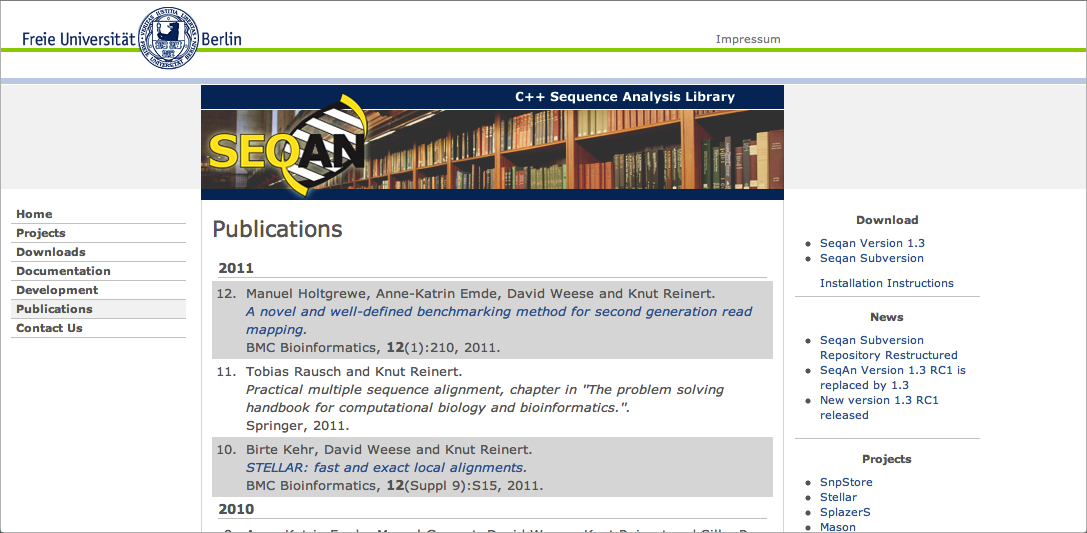 Freie Universität Berlin
VERITAS IUSTITIA LIBERTAS
FREIE UNIVERSITÄT BERLIN
Impressum
C++ Sequence Analysis Library
SEQAN
Home
Projects
Downloads
Documentation
Development
Publications
Contact Us
Publications
2011
12. Manuel Holtgrewe, Anne-Katrin Emde, David Weese and Knut Reinert.
A novel and well-defined benchmarking method for second generation read
mapping.
BMC Bioinformatics, 12(1):210, 2011.
11. Tobias Rausch and Knut Reinert.
Practical multiple sequence alignment, chapter in "The problem solving
handbook for computational biology and bioinformatics.".
Springer, 2011.
10. Birte Kehr, David Weese and Knut Reinert.
STELLAR: fast and exact local alignments.
BMC Bioinformatics, 12(Suppl 9):S15, 2011.
2010
Download
Seqan Version 1.3
Seqan Subversion
Installation Instructions
News
Seqan Subversion
Repository Restructured
SeqAn Version 1.3 RC1 is
replaced by 1.3
New version 1.3 RC1
released
Projects
SnpStore
Stellar
SplazerS
Mason